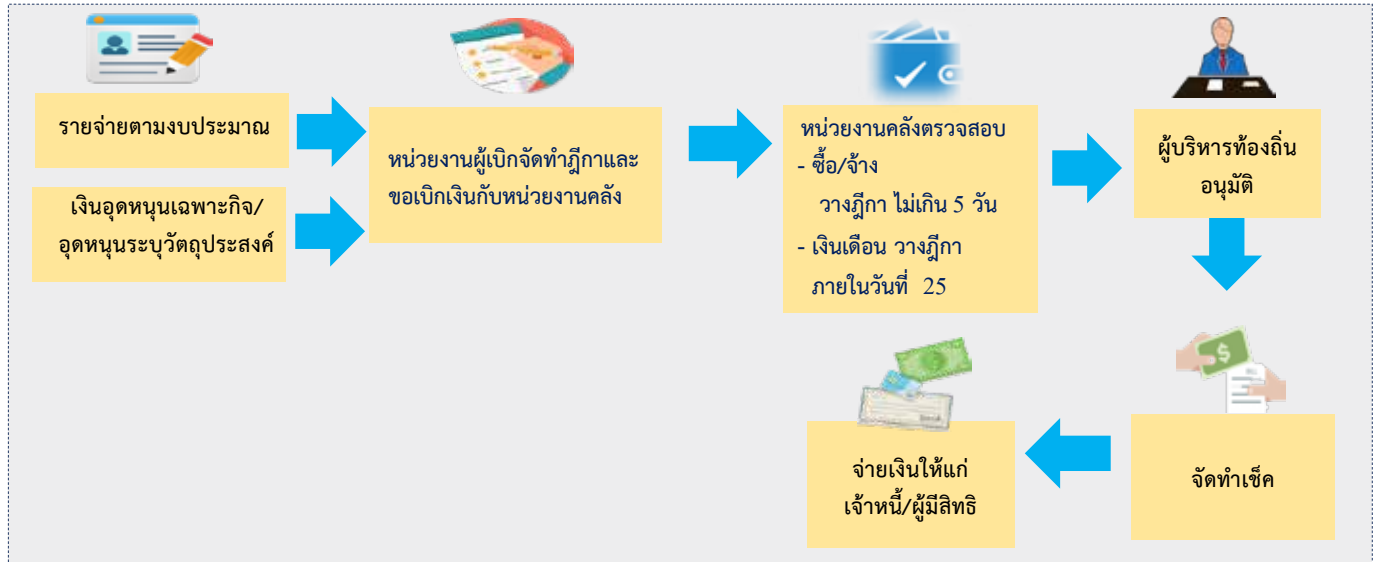 รายจ่ายตามงบประมาณ
เงินอุดหนุนเฉพาะกิจ/
อุดหนุนระบุวัตถุประสงค์
หน่วยงานผู้เบิกจัดทำฎีกาและ
ขอเบิกเงินกับหน่วยงานคลัง
หน่วยงานคลังตรวจสอบ
- ซื้อ/จ้าง
วางฎีกา ไม่เกิน 5 วัน
- เงินเดือน วางฎีกา
ภายในวันที่ 25
ผู้บริหารท้องถิ่น
อนุมัติ
จัดทำเช็ค
จ่ายเงินให้แก่
เจ้าหนี้/ผู้มีสิทธิ